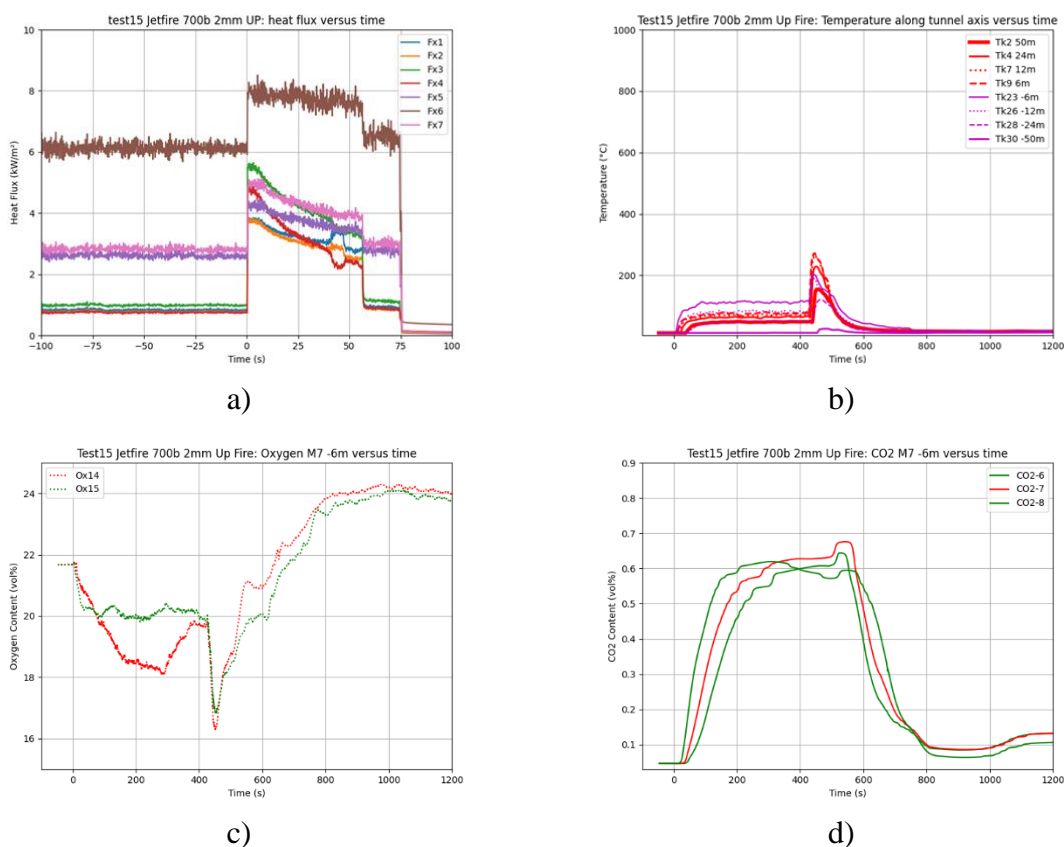 test15 Jetfire 700b 2mm UP: heat flux versus time
Heat Flux (kW/m²)
10
8
6
4
2
0
−100 −75 −50 −25 0 25 50 75 100
Time (s)
Fx1
Fx2
Fx3
Fx4
Fx5
Fx6
Fx7
a)
Test15 Jetfire 700b 2mm Up Fire: Temperature along tunnel axis versus time
Temperature (°C)
1000
800
600
400
200
0 200 400 600 800 1000 1200
Time (s)
Tk2 50m
Tk4 24m
Tk7 12m
Tk9 6m
Tk23 -6m
Tk26 -12m
Tk28 -24m
Tk30 -50m
b)
Test15 Jetfire 700b 2mm Up Fire: Oxygen M7 -6m versus time
Oxygen Content (vol%)
24
22
20
18
16
0 200 400 600 800 1000 1200
Time (s)
Ox14
Ox15
c)
Test15 Jetfire 700b 2mm Up Fire: CO2 M7 -6m versus time
CO2 Content (vol%)
0.9
0.8
0.7
0.6
0.5
0.4
0.3
0.2
0.1
0 200 400 600 800 1000 1200
Time (s)
CO2-6
CO2-7
CO2-8
d)